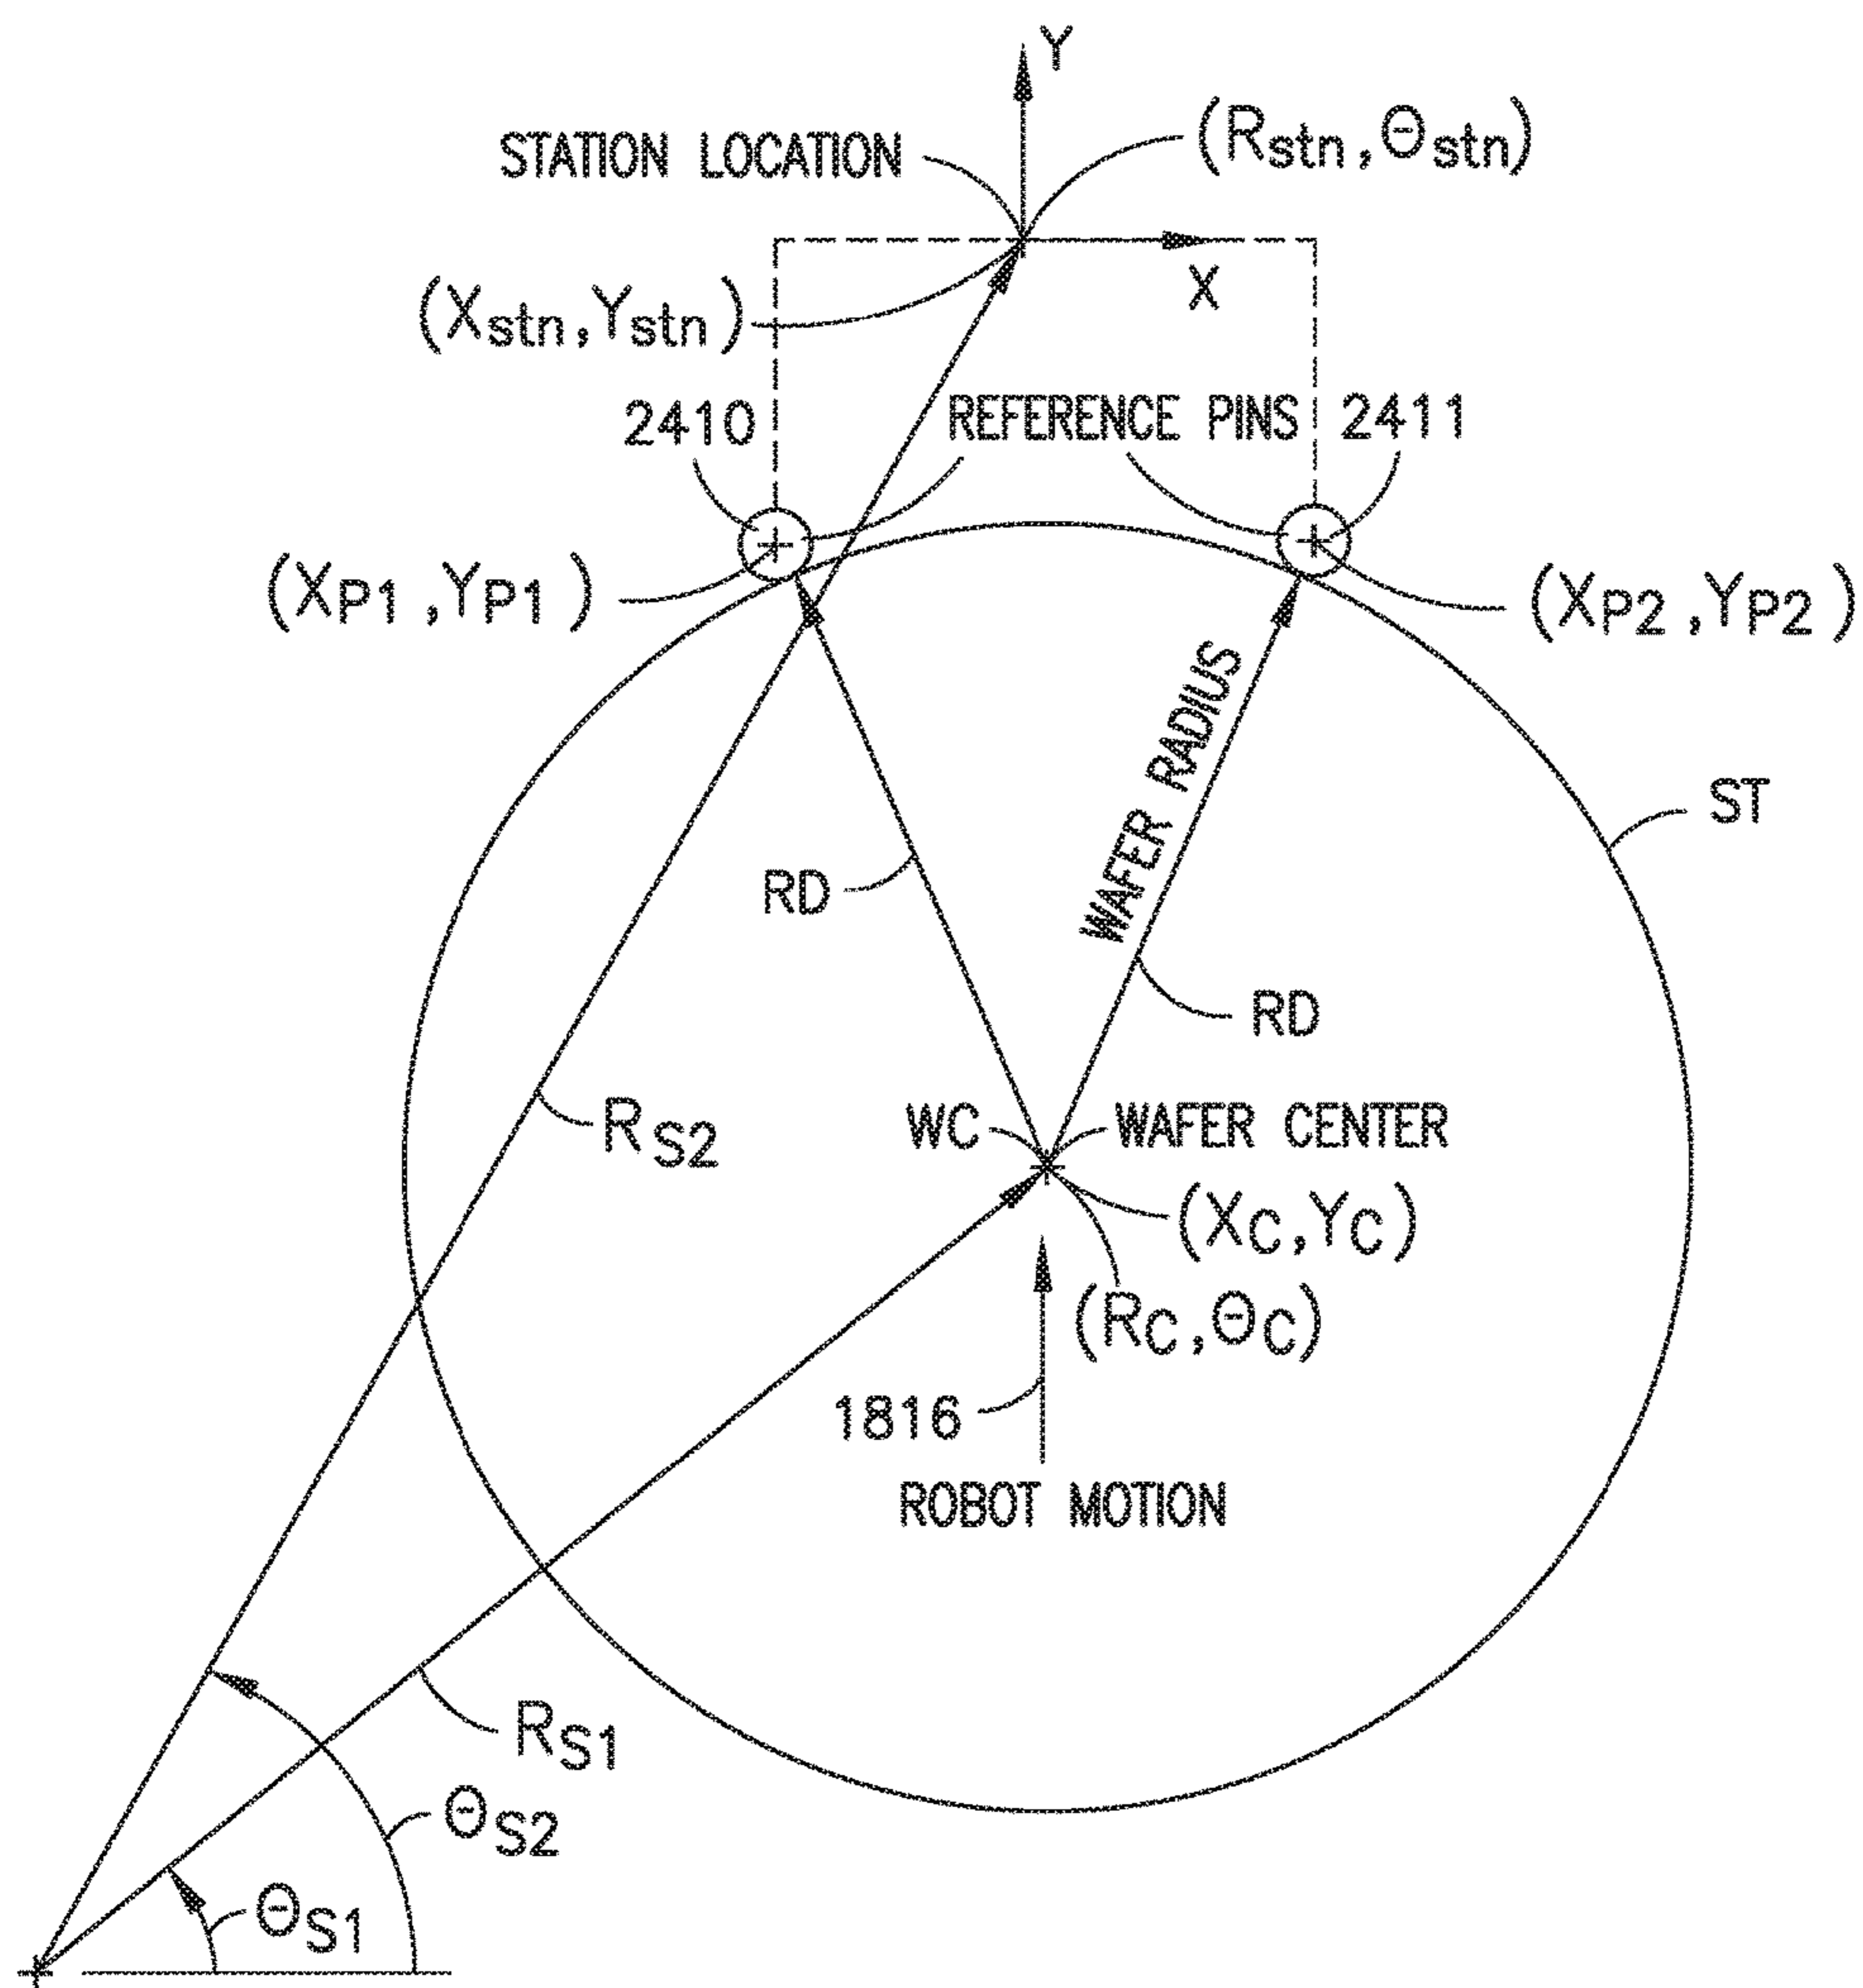 Y
STATION LOCATION
(Rstn,Θstn)
X
(Xstn,Ystn)
2410
REFERENCE PINS
2411
(XP1,YP1)
(XP2,YP2)
WAFER RADIUS
ST
RD
RD
RS2
WC
WAFER CENTER
(XC,YC)
(RC,ΘC)
1816
ROBOT MOTION
RS1
ΘS2
ΘS1